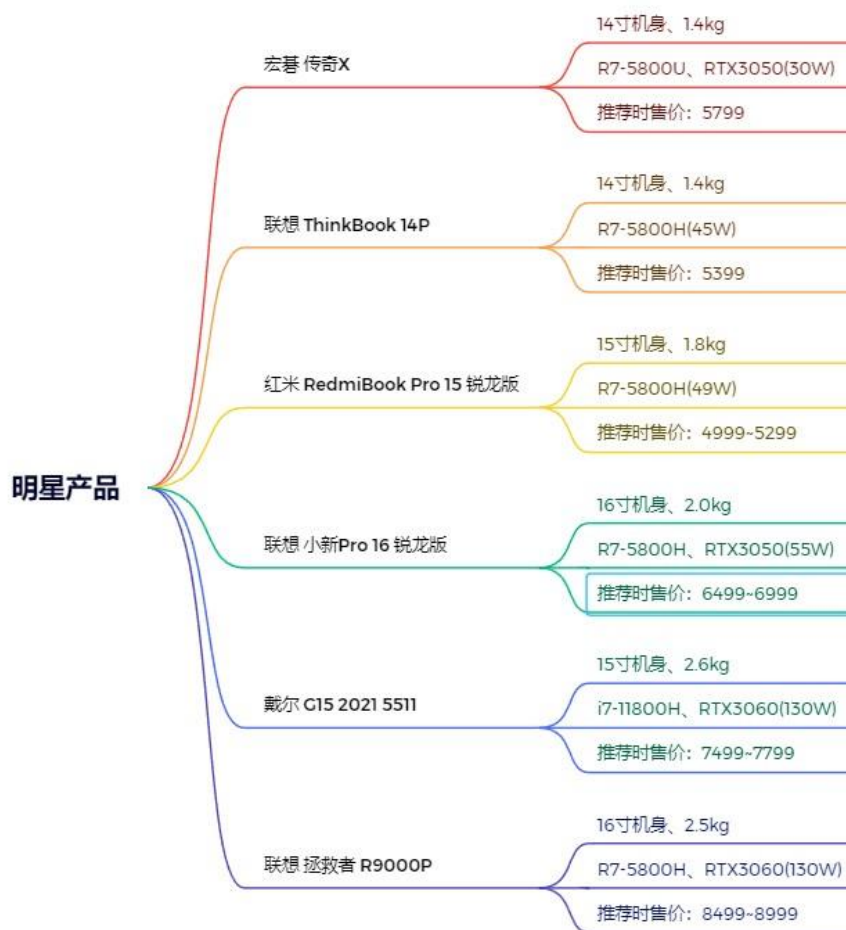 明星产品
宏碁 传奇X
14寸机身、1.4kg
R7-5800U、RTX3050(30W)
推荐时售价：5799
联想 ThinkBook 14P
14寸机身、1.4kg
R7-5800H(45W)
推荐时售价：5399
红米 RedmiBook Pro 15 锐龙版
15寸机身、1.8kg
R7-5800H(49W)
推荐时售价：4999~5299
联想 小新Pro 16 锐龙版
16寸机身、2.0kg
R7-5800H、RTX3050(55W)
推荐时售价：6499~6999
戴尔 G15 2021 5511
15寸机身、2.6kg
i7-11800H、RTX3060(130W)
推荐时售价：7499~7799
联想 拯救者 R9000P
16寸机身、2.5kg
R7-5800H、RTX3060(130W)
推荐时售价：8499~8999